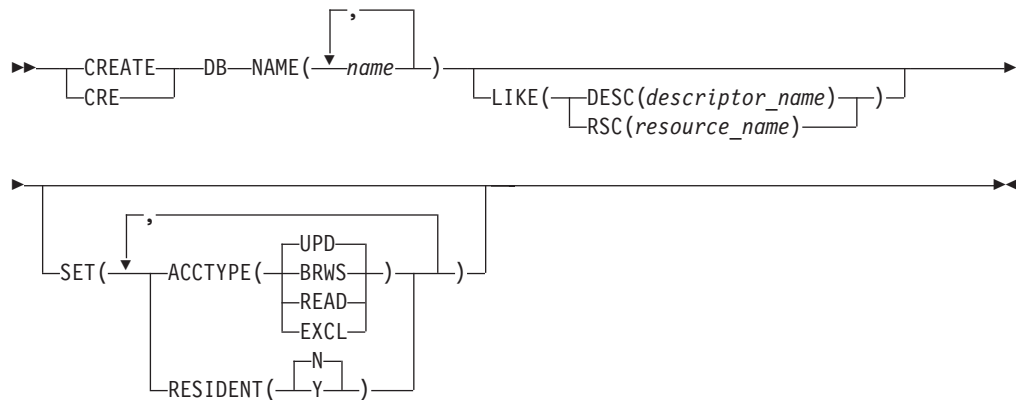 ,
CREATE DB NAME( name )
CRE LIKE( DESC(descriptor_name) )
RSC(resource_name)
,
UPD
SET( ACCTYPE( BRWS ) )
READ
EXCL
N
RESIDENT( Y )